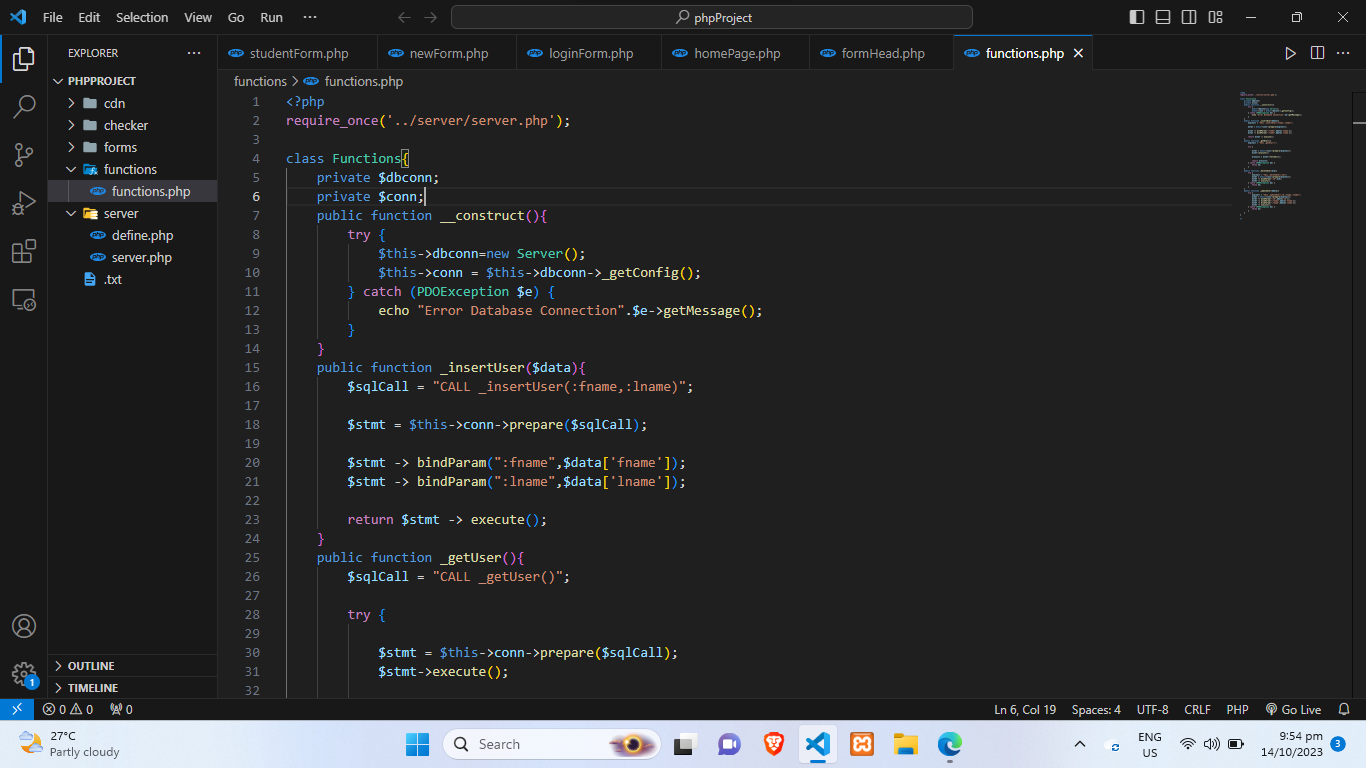 File Edit Selection View Go Run ···
phpProject
EXPLORER ···
studentForm.php newForm.php loginForm.php homePage.php formHead.php functions.php
PHPPROJECT
cdn
checker
forms
functions
functions.php
server
define.php
server.php
.txt
OUTLINE
TIMELINE
functions > functions.php
1 <?php
2 require_once('../server/server.php');
3
4 class Functions{
5 private $dbconn;
6 private $conn;
7 public function __construct(){
8 try {
9 $this->dbconn=new Server();
10 $this->conn = $this->dbconn->_getConfig();
11 } catch (PDOException $e) {
12 echo "Error Database Connection".$e->getMessage();
13 }
14 }
15 public function _insertUser($data){
16 $sqlCall = "CALL _insertUser(:fname,:lname)";
17
18 $stmt = $this->conn->prepare($sqlCall);
19
20 $stmt -> bindParam(":fname",$data['fname']);
21 $stmt -> bindParam(":lname",$data['lname']);
22
23 return $stmt -> execute();
24 }
25 public function _getUser(){
26 $sqlCall = "CALL _getUser()";
27
28 try {
29
30 $stmt = $this->conn->prepare($sqlCall);
31 $stmt->execute();
32
1
0 0 0
Ln 6, Col 19 Spaces: 4 UTF-8 CRLF PHP Go Live
27°C
Partly cloudy
Search
ENG
US
9:54 pm
14/10/2023
3